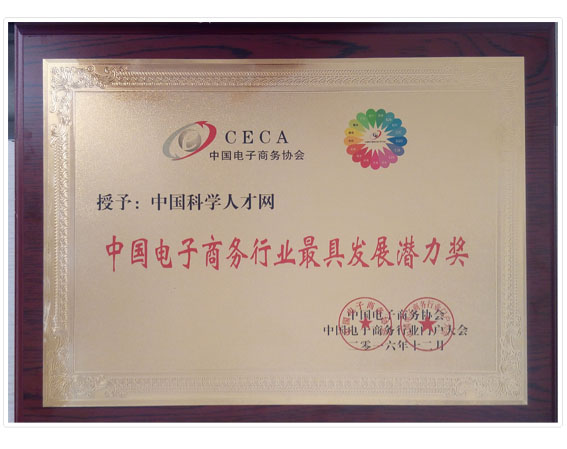 CECA
中国电子商务协会
授予：中国科学人才网
中国电子商务行业最具发展潜力奖
中国电子商务协会
中国电子商务行业门户大会
二零一六年十二月